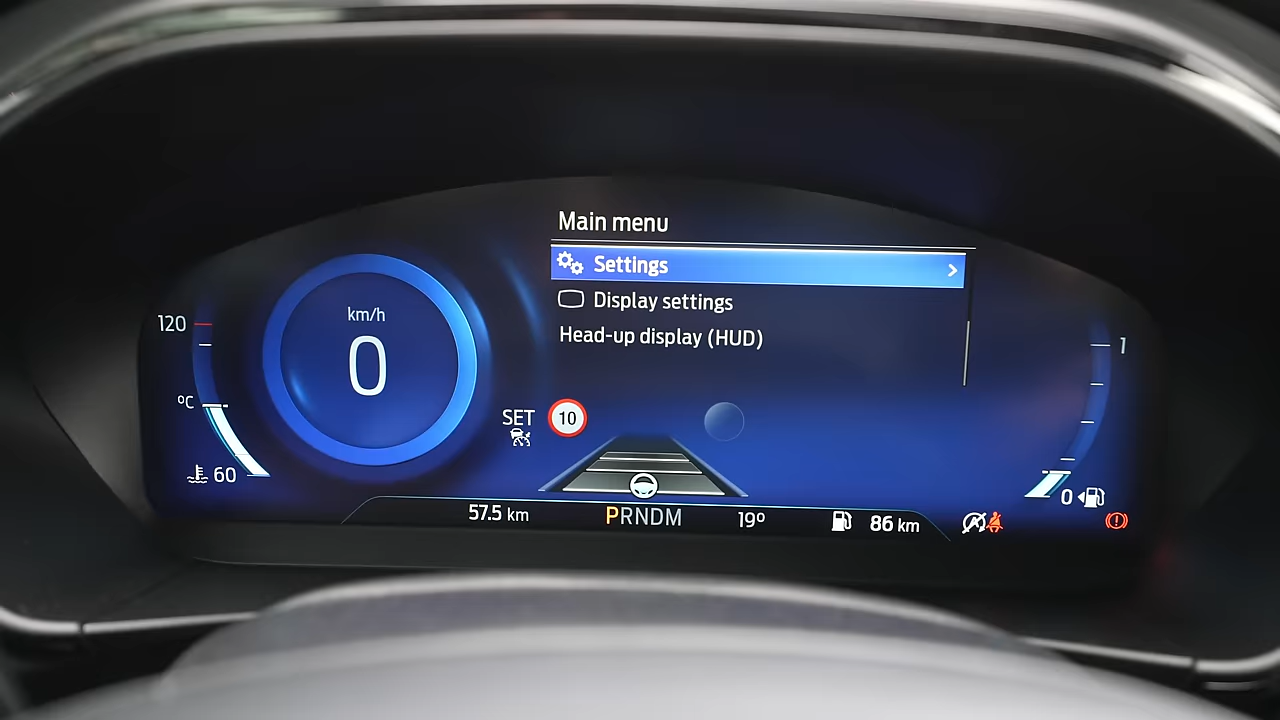 Main menu
Settings
Display settings
Head-up display (HUD)
km/h
0
120
°C
60
SET
10
1
0
57.5 km
PRNDM
19°
86 km